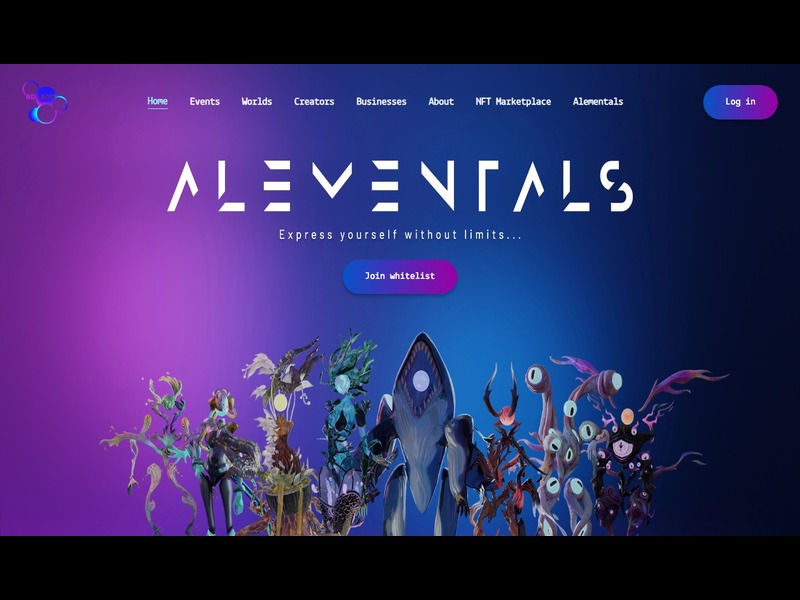 Home Events Worlds Creators Businesses About NFT Marketplace Alementals
Log in
ALEMENTALS
Express yourself without limits...
Join whitelist